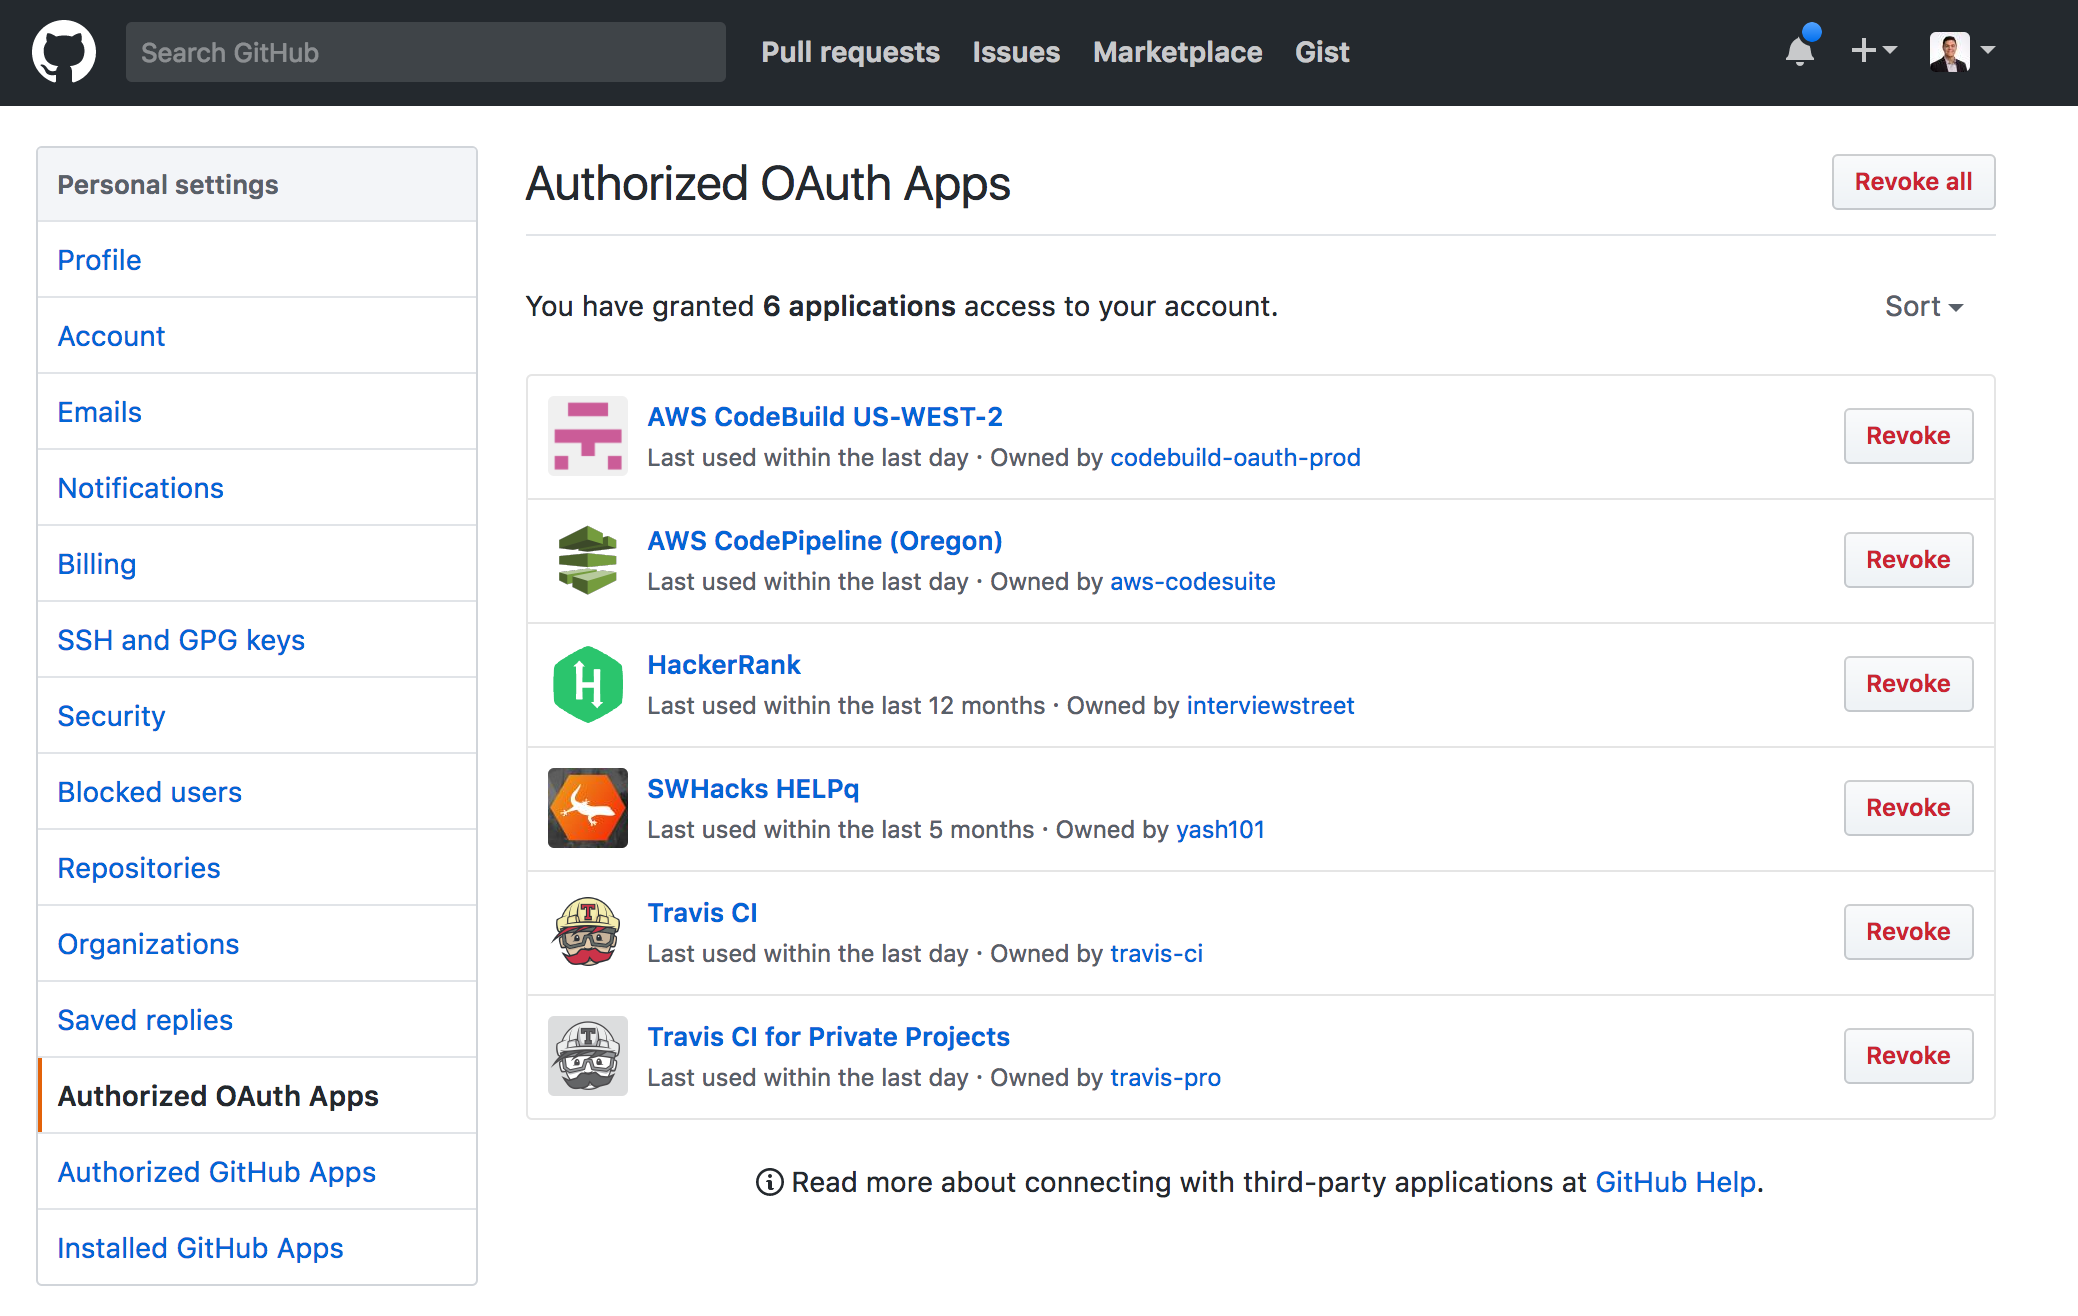 Search GitHub
Pull requests
Issues
Marketplace
Gist
Personal settings
Profile
Account
Emails
Notifications
Billing
SSH and GPG keys
Security
Blocked users
Repositories
Organizations
Saved replies
Authorized OAuth Apps
Authorized GitHub Apps
Installed GitHub Apps
Authorized OAuth Apps
Revoke all
You have granted 6 applications access to your account.
Sort
AWS CodeBuild US-WEST-2
Last used within the last day · Owned by codebuild-oauth-prod
Revoke
AWS CodePipeline (Oregon)
Last used within the last day · Owned by aws-codesuite
Revoke
H
HackerRank
Last used within the last 12 months · Owned by interviewstreet
Revoke
SWHacks HELPq
Last used within the last 5 months · Owned by yash101
Revoke
T
Travis CI
Last used within the last day · Owned by travis-ci
Revoke
T
Travis CI for Private Projects
Last used within the last day · Owned by travis-pro
Revoke
Read more about connecting with third-party applications at GitHub Help.